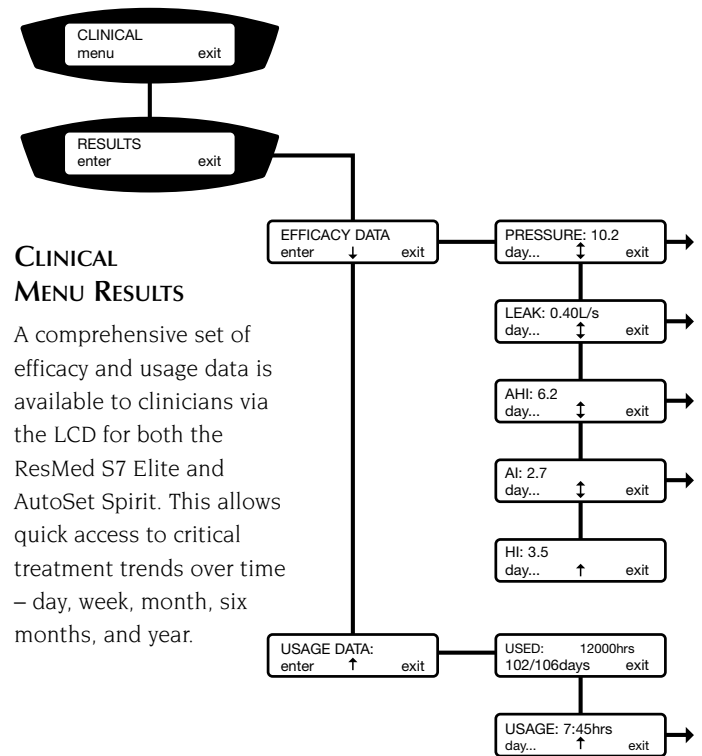 CLINICAL
menu exit
RESULTS
enter exit
CLINICAL
MENU RESULTS
A comprehensive set of
efficacy and usage data is
available to clinicians via
the LCD for both the
ResMed S7 Elite and
AutoSet Spirit. This allows
quick access to critical
treatment trends over time
– day, week, month, six
months, and year.
EFFICACY DATA
enter ↓ exit
PRESSURE: 10.2
day... ↕ exit
LEAK: 0.40L/s
day... ↕ exit
AHI: 6.2
day... ↕ exit
AI: 2.7
day... ↕ exit
HI: 3.5
day... ↑ exit
USAGE DATA:
enter ↑ exit
USED: 12000hrs
102/106days exit
USAGE: 7:45hrs
day... ↑ exit